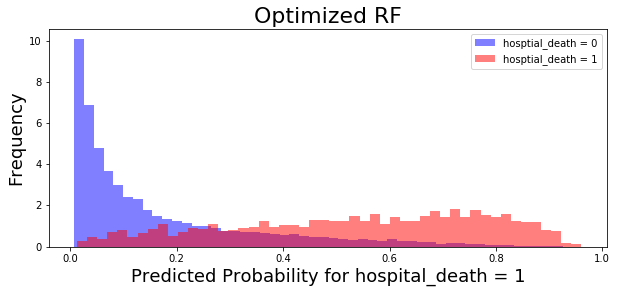 Optimized RF
hosptial_death = 0
hosptial_death = 1
Frequency
10
8
6
4
2
0
0.0 0.2 0.4 0.6 0.8 1.0
Predicted Probability for hospital_death = 1